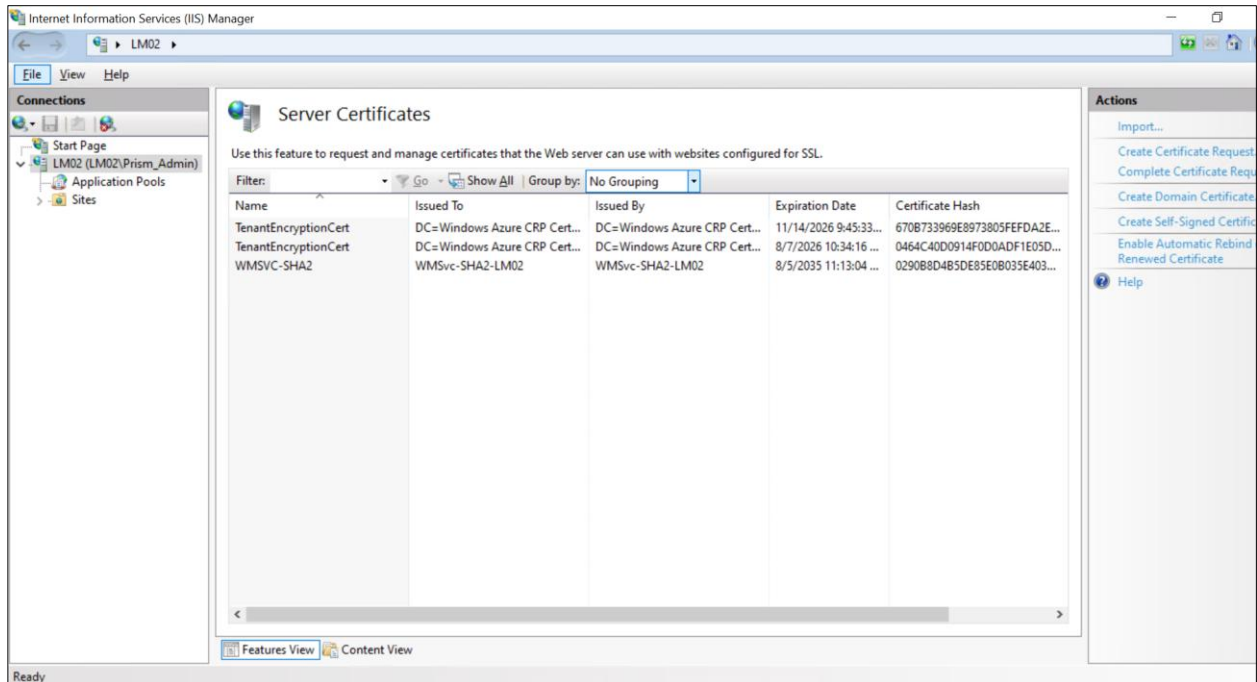 Internet Information Services (IIS) Manager
LM02
File View Help
Connections
Start Page
LM02 (LM02\Prism_Admin)
Application Pools
Sites
Server Certificates
Use this feature to request and manage certificates that the Web server can use with websites configured for SSL.
Filter: Go Show All Group by: No Grouping
Name Issued To Issued By Expiration Date Certificate Hash
TenantEncryptionCert DC=Windows Azure CRP Cert... DC=Windows Azure CRP Cert... 11/14/2026 9:45:33... 670B733969E8973805FEFDA2E...
TenantEncryptionCert DC=Windows Azure CRP Cert... DC=Windows Azure CRP Cert... 8/7/2026 10:34:16 ... 0464C40D0914F0D0ADF1E05D...
WMSVC-SHA2 WMSvc-SHA2-LM02 WMSvc-SHA2-LM02 8/5/2035 11:13:04 ... 0290B8D4B5DE85E0B035E403...
Features View Content View
Actions
Import...
Create Certificate Request
Complete Certificate Requ
Create Domain Certificate
Create Self-Signed Certific
Enable Automatic Rebind
Renewed Certificate
Help
Ready